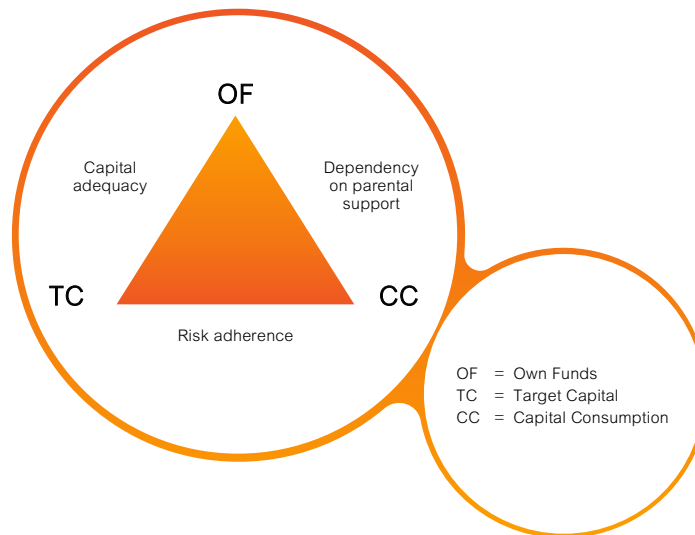 OF
Capital
adequacy
Dependency
on parental
support
TC
CC
Risk adherence
OF = Own Funds
TC = Target Capital
CC = Capital Consumption